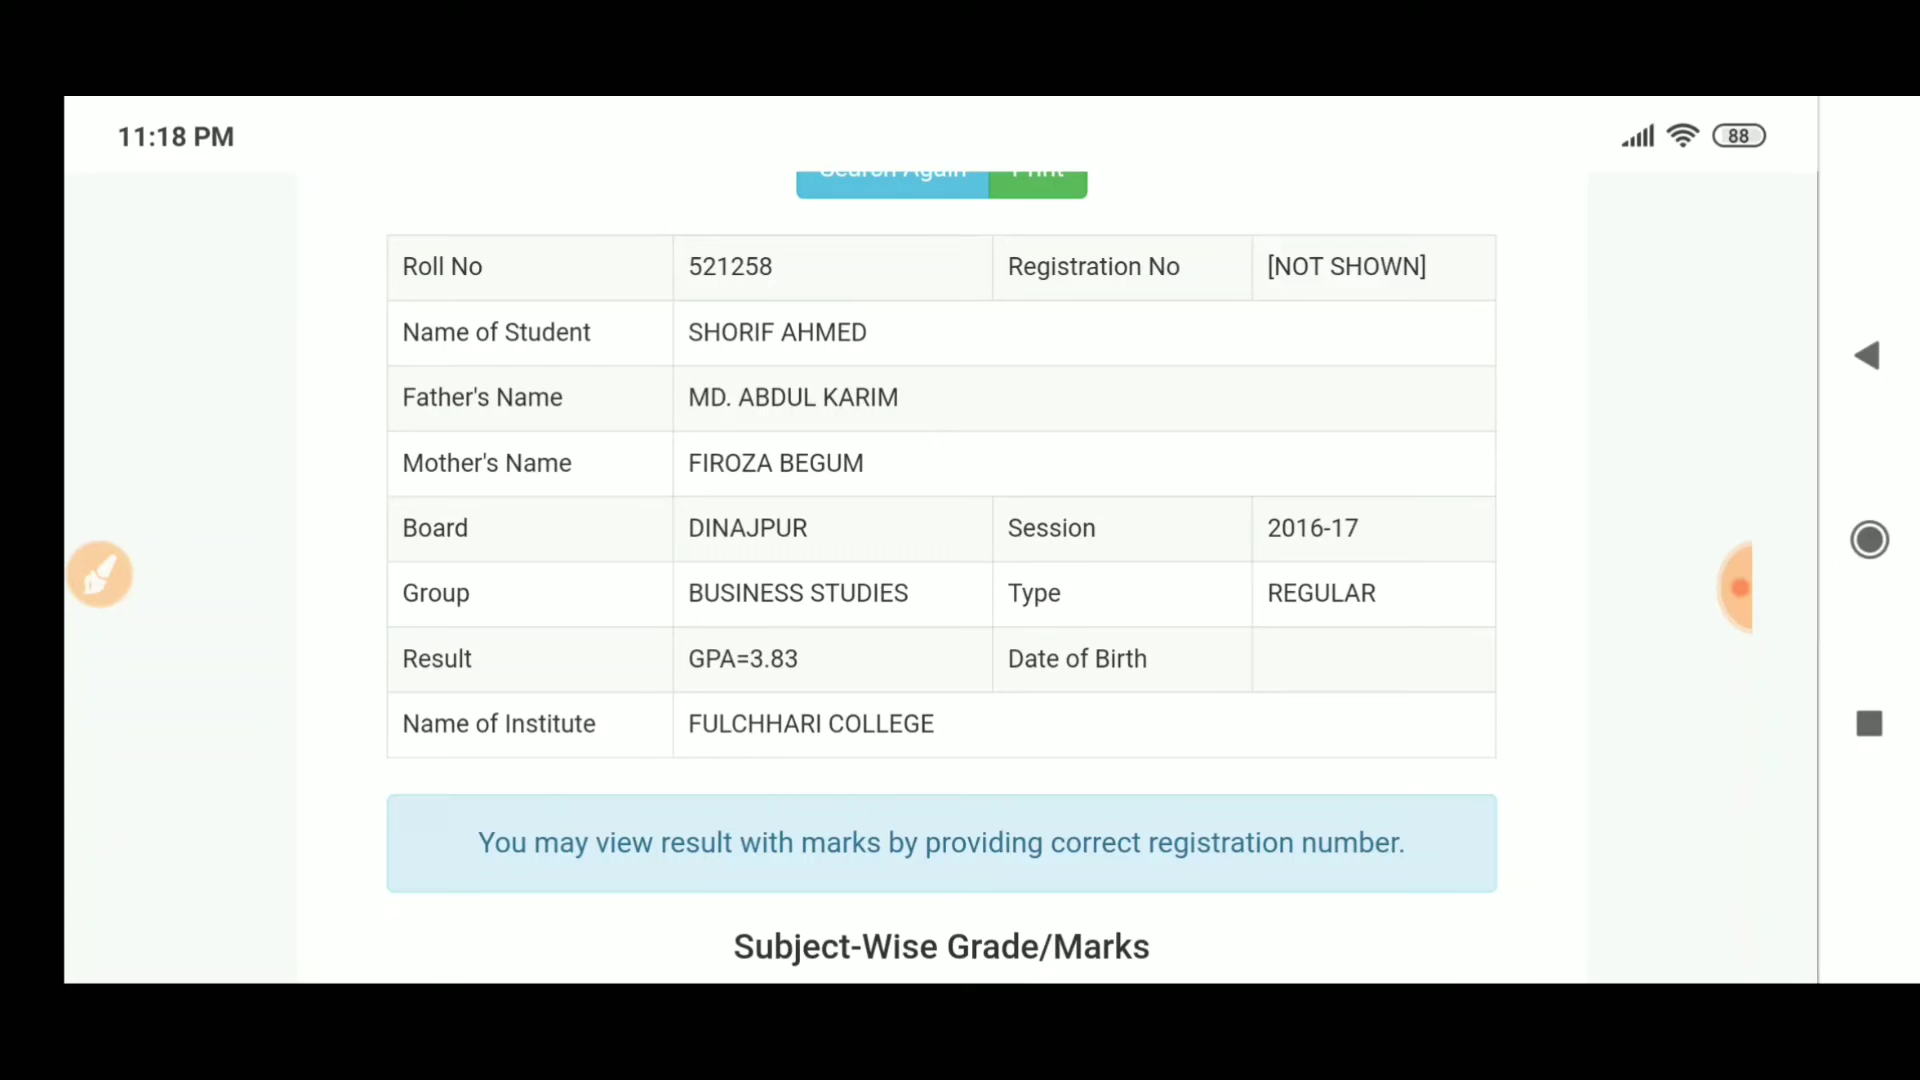 11:18 PM
88
Search Again Print
Roll No 521258 Registration No [NOT SHOWN]
Name of Student SHORIF AHMED
Father's Name MD. ABDUL KARIM
Mother's Name FIROZA BEGUM
Board DINAJPUR Session 2016-17
Group BUSINESS STUDIES Type REGULAR
Result GPA=3.83 Date of Birth
Name of Institute FULCHHARI COLLEGE
You may view result with marks by providing correct registration number.
Subject-Wise Grade/Marks